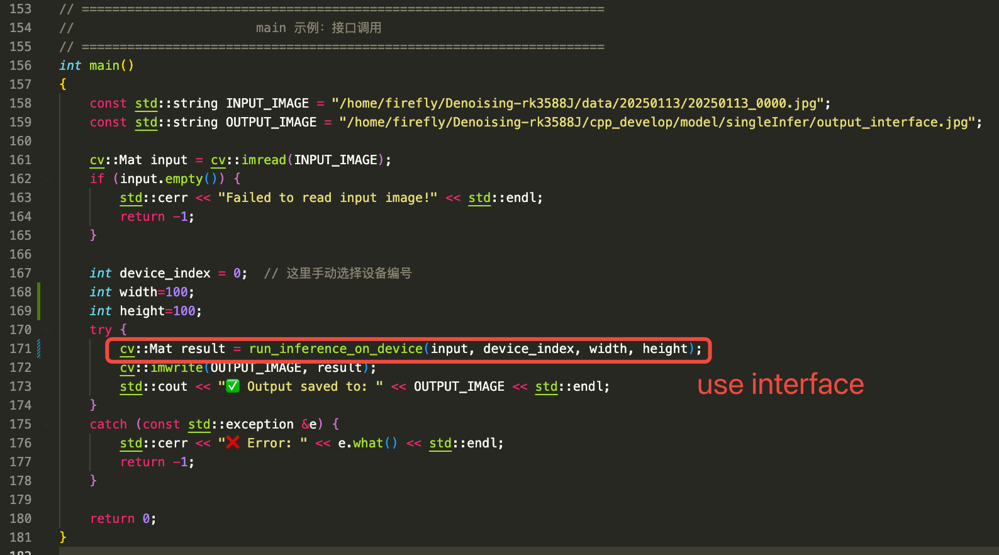 153 // =====================================================================
154 // main 示例：接口调用
155 // =====================================================================
156 int main()
157 {
158 const std::string INPUT_IMAGE = "/home/firefly/Denoising-rk3588J/data/20250113/20250113_0000.jpg";
159 const std::string OUTPUT_IMAGE = "/home/firefly/Denoising-rk3588J/cpp_develop/model/singleInfer/output_interface.jpg";
160
161 cv::Mat input = cv::imread(INPUT_IMAGE);
162 if (input.empty()) {
163 std::cerr << "Failed to read input image!" << std::endl;
164 return -1;
165 }
166
167 int device_index = 0; // 这里手动选择设备编号
168 int width=100;
169 int height=100;
170 try {
171 cv::Mat result = run_inference_on_device(input, device_index, width, height);
172 cv::imwrite(OUTPUT_IMAGE, result);
173 std::cout << "✅ Output saved to: " << OUTPUT_IMAGE << std::endl;
use interface
174 }
175 catch (const std::exception &e) {
176 std::cerr << "❌ Error: " << e.what() << std::endl;
177 return -1;
178 }
179
180 return 0;
181 }
182